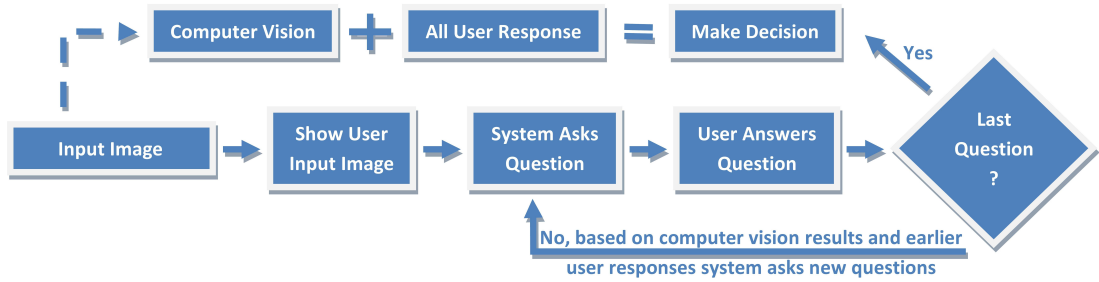 Computer Vision
All User Response
Make Decision
Yes
Input Image
Show User
Input Image
System Asks
Question
User Answers
Question
Last
Question
?
No, based on computer vision results and earlier
user responses system asks new questions